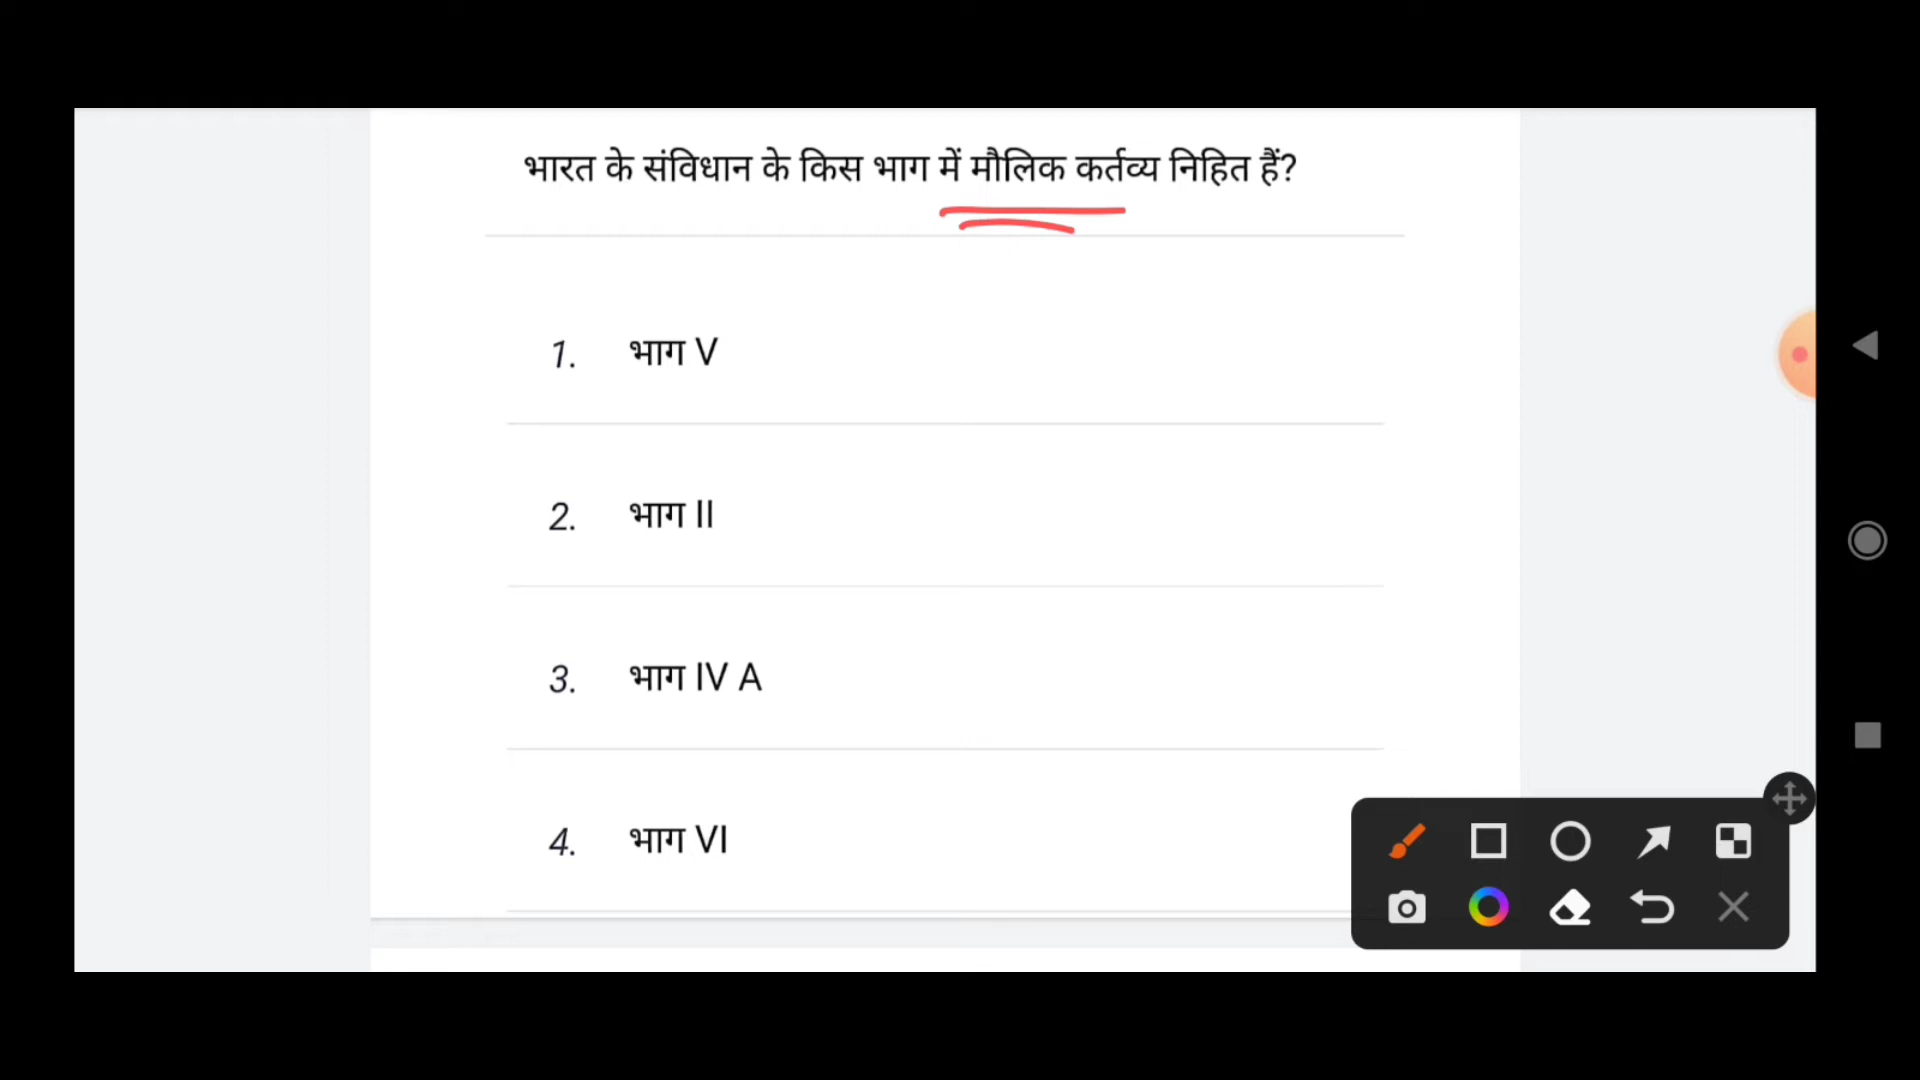 भारत के संविधान के किस भाग में मौलिक कर्तव्य निहित हैं?
1. भाग V
2. भाग II
3. भाग IV A
4. भाग VI